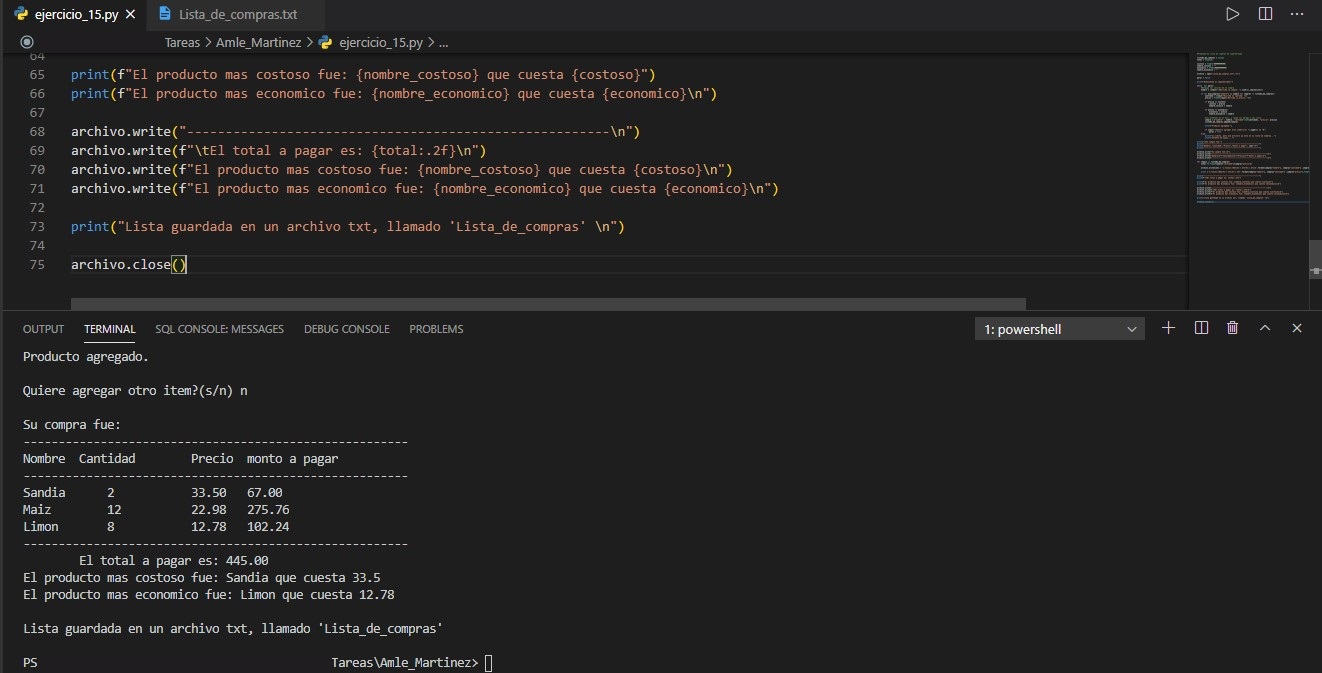 ejercicio_15.py Lista_de_compras.txt
Tareas > Amle_Martinez > ejercicio_15.py > ...
64
65 print(f"El producto mas costoso fue: {nombre_costoso} que cuesta {costoso}")
66 print(f"El producto mas economico fue: {nombre_economico} que cuesta {economico}\n")
67
68 archivo.write("------------------------------------------------------\n")
69 archivo.write(f"\tEl total a pagar es: {total:.2f}\n")
70 archivo.write(f"El producto mas costoso fue: {nombre_costoso} que cuesta {costoso}\n")
71 archivo.write(f"El producto mas economico fue: {nombre_economico} que cuesta {economico}\n")
72
73 print("Lista guardada en un archivo txt, llamado 'Lista_de_compras' \n")
74
75 archivo.close()
OUTPUT TERMINAL SQL CONSOLE: MESSAGES DEBUG CONSOLE PROBLEMS 1: powershell
Producto agregado.
Quiere agregar otro item?(s/n) n
Su compra fue:
-------------------------------------------------------
Nombre Cantidad Precio monto a pagar
-------------------------------------------------------
Sandia 2 33.50 67.00
Maiz 12 22.98 275.76
Limon 8 12.78 102.24
-------------------------------------------------------
El total a pagar es: 445.00
El producto mas costoso fue: Sandia que cuesta 33.5
El producto mas economico fue: Limon que cuesta 12.78
Lista guardada en un archivo txt, llamado 'Lista_de_compras'
PS Tareas\Amle_Martinez>